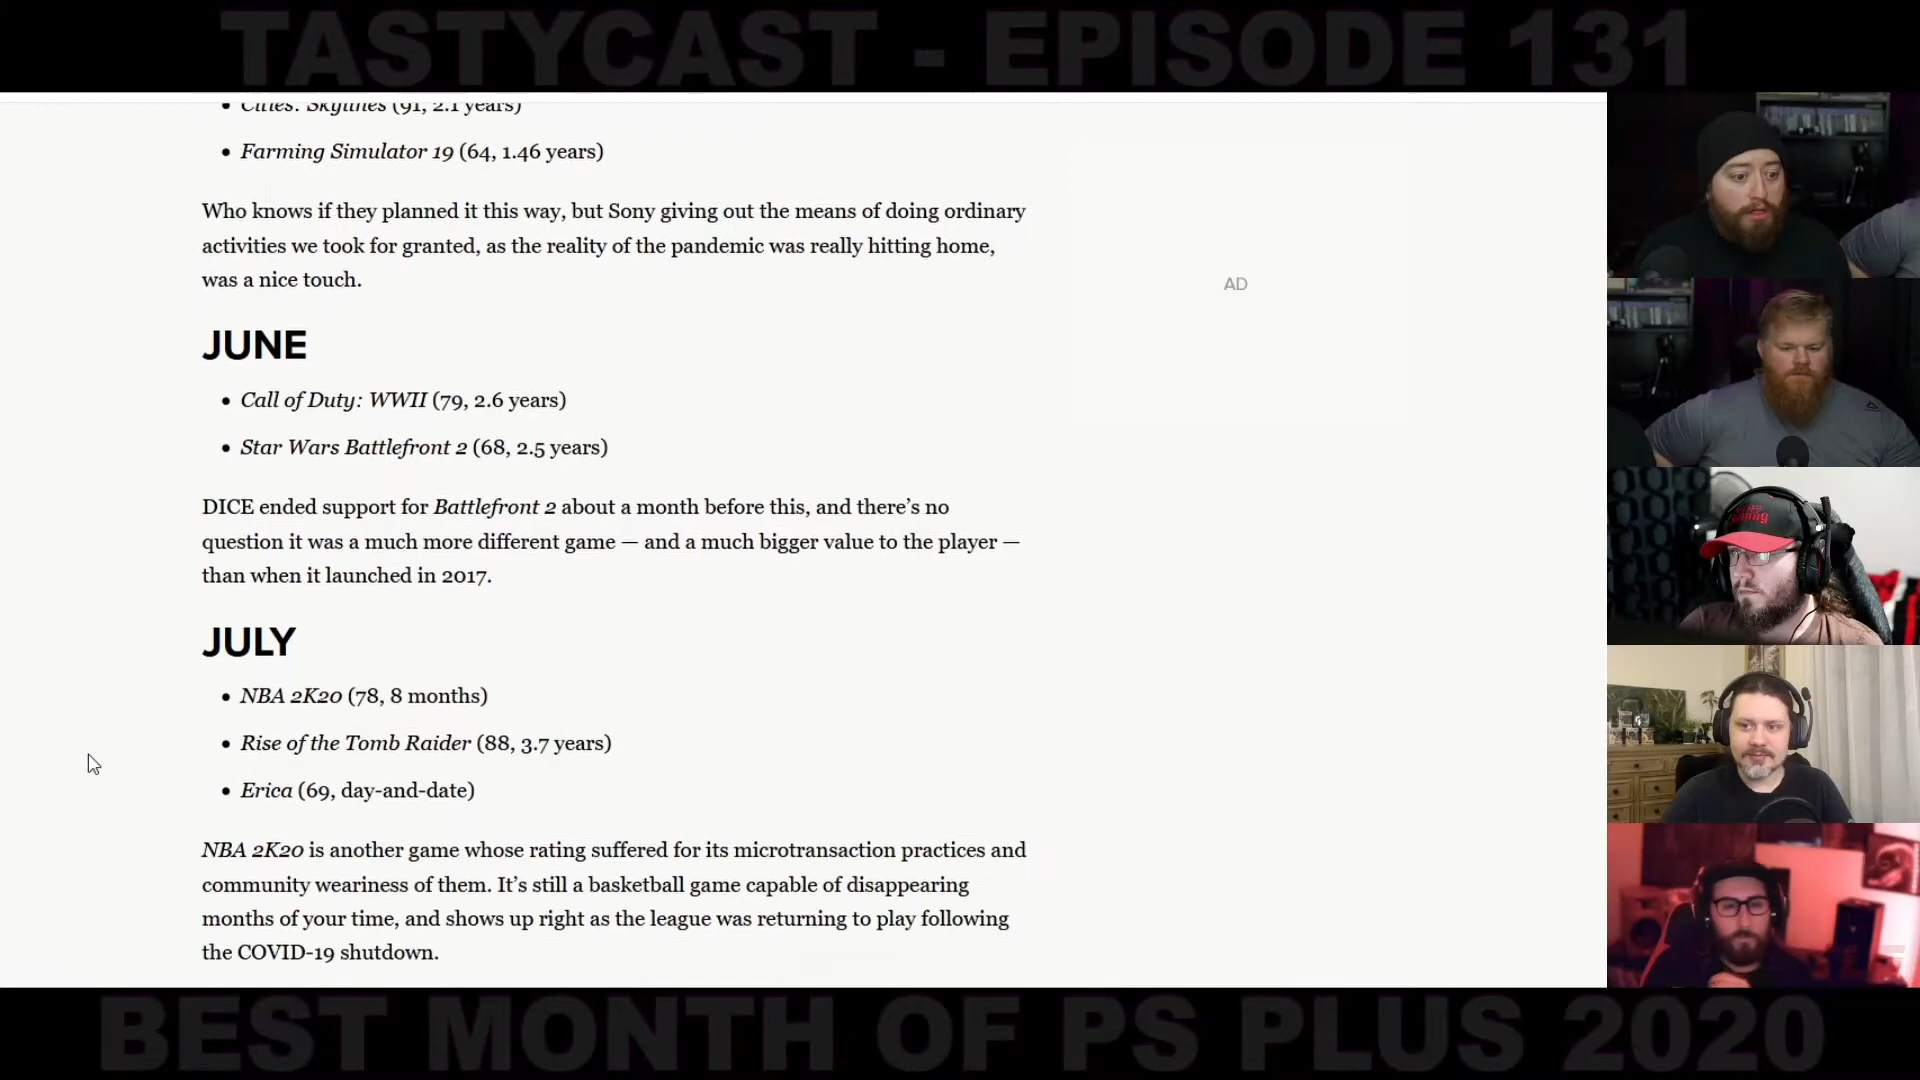 TASTYCAST - EPISODE 131
Cities: Skylines (91, 2.1 years)
Farming Simulator 19 (64, 1.46 years)
Who knows if they planned it this way, but Sony giving out the means of doing ordinary
activities we took for granted, as the reality of the pandemic was really hitting home,
was a nice touch.
AD
JUNE
Call of Duty: WWII (79, 2.6 years)
Star Wars Battlefront 2 (68, 2.5 years)
DICE ended support for Battlefront 2 about a month before this, and there’s no
question it was a much more different game — and a much bigger value to the player —
than when it launched in 2017.
JULY
NBA 2K20 (78, 8 months)
Rise of the Tomb Raider (88, 3.7 years)
Erica (69, day-and-date)
NBA 2K20 is another game whose rating suffered for its microtransaction practices and
community weariness of them. It’s still a basketball game capable of disappearing
months of your time, and shows up right as the league was returning to play following
the COVID-19 shutdown.
BEST MONTH OF PS PLUS 2020